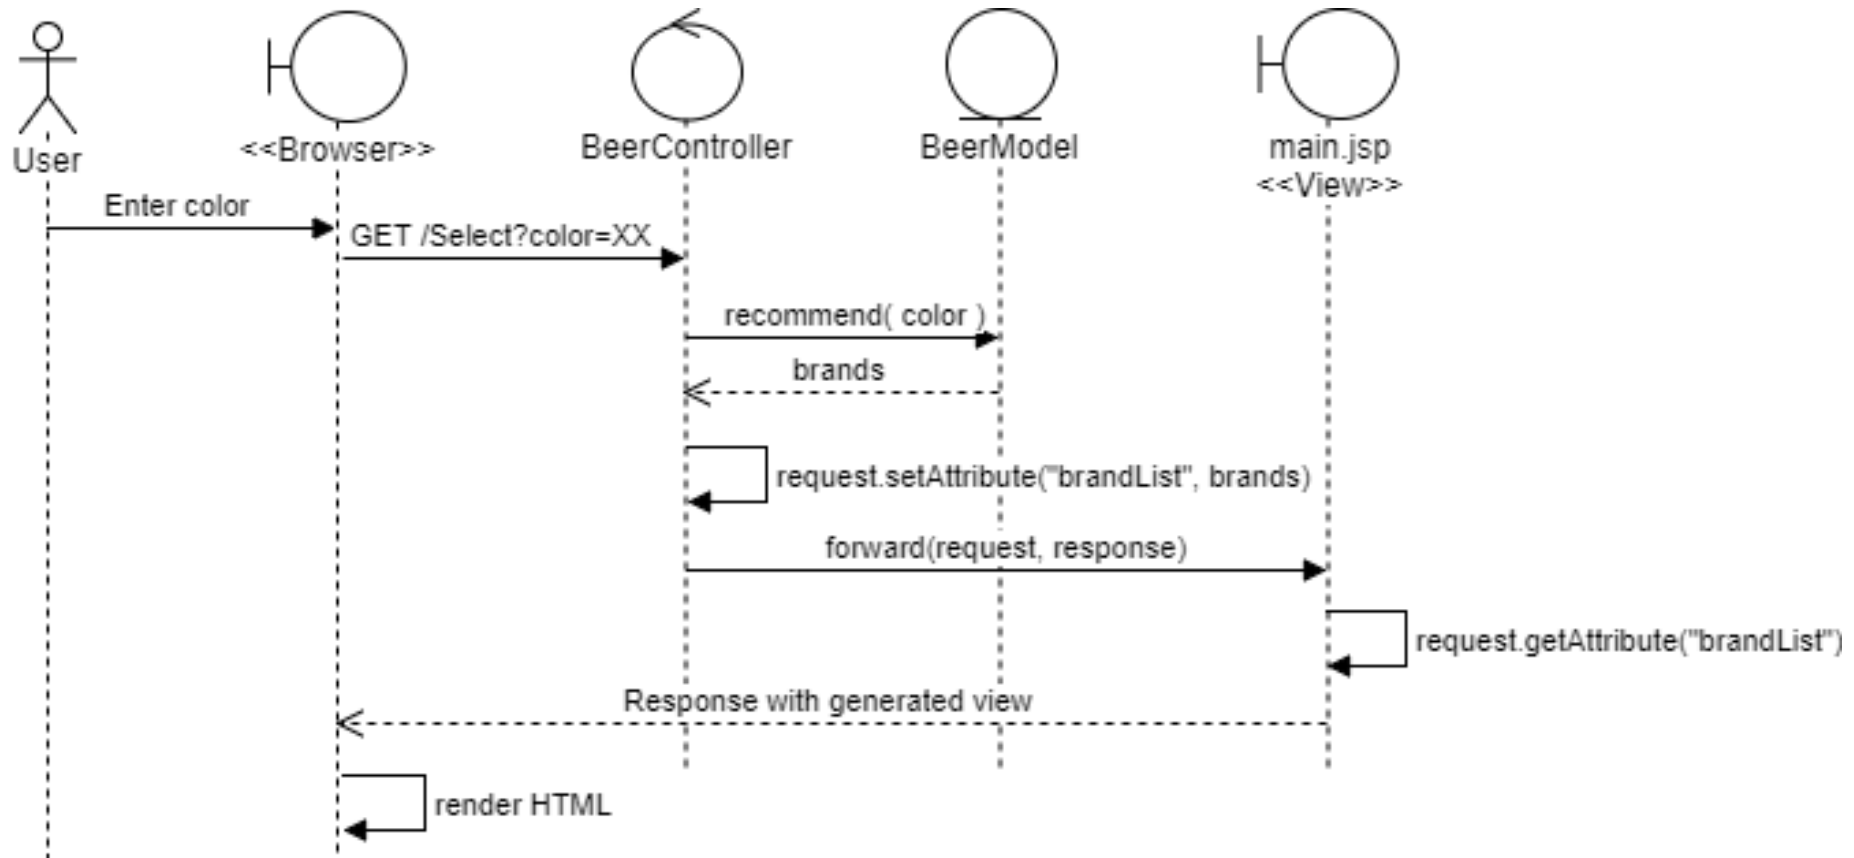 User
<<Browser>>
BeerController
BeerModel
main.jsp
<<View>>
Enter color
GET /Select?color=XX
recommend( color )
brands
request.setAttribute("brandList", brands)
forward(request, response)
request.getAttribute("brandList")
Response with generated view
render HTML